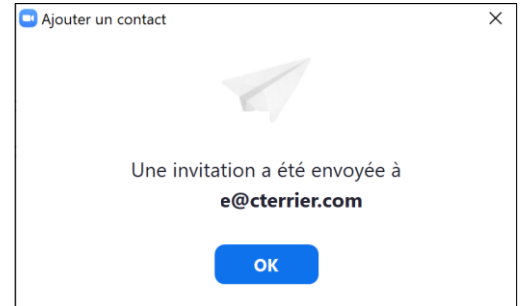 Ajouter un contact
Une invitation a été envoyée à
e@cterrier.com
OK